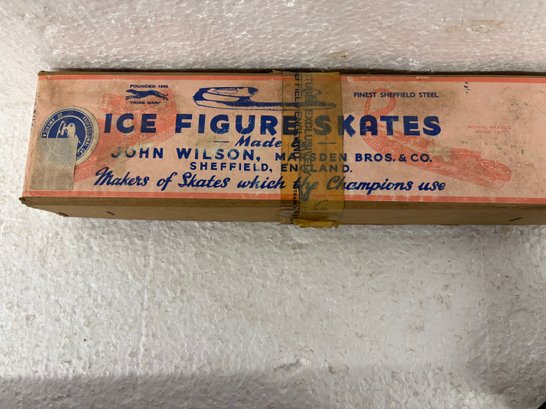 FOUNDED 1696
TRADE MARK
FINEST SHEFFIELD STEEL
ICE FIGURE SKATES
Made by
JOHN WILSON, MARSDEN BROS. & CO.
SHEFFIELD, ENGLAND.
Makers of Skates which the Champions use